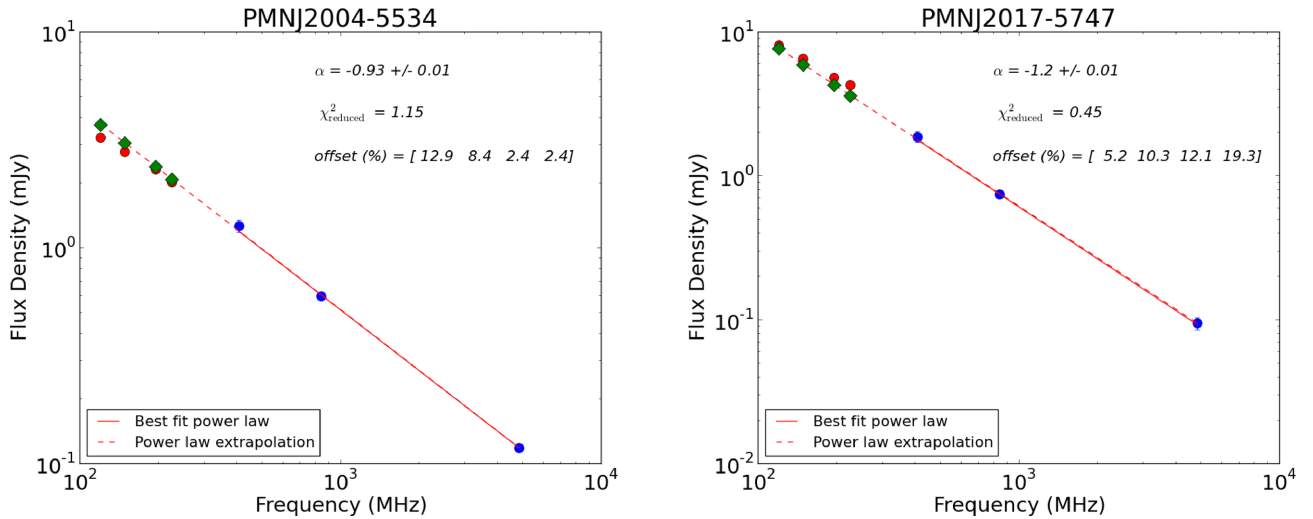 PMNJ2004-5534
10¹
α = -0.93 +/- 0.01
χ²reduced = 1.15
offset (%) = [ 12.9 8.4 2.4 2.4]
Flux Density (mJy)
10⁰
Best fit power law
Power law extrapolation
10⁻¹
10² 10³ 10⁴
Frequency (MHz)
PMNJ2017-5747
10¹
α = -1.2 +/- 0.01
χ²reduced = 0.45
offset (%) = [ 5.2 10.3 12.1 19.3]
10⁰
Flux Density (mJy)
10⁻¹
Best fit power law
Power law extrapolation
10⁻²
10² 10³ 10⁴
Frequency (MHz)